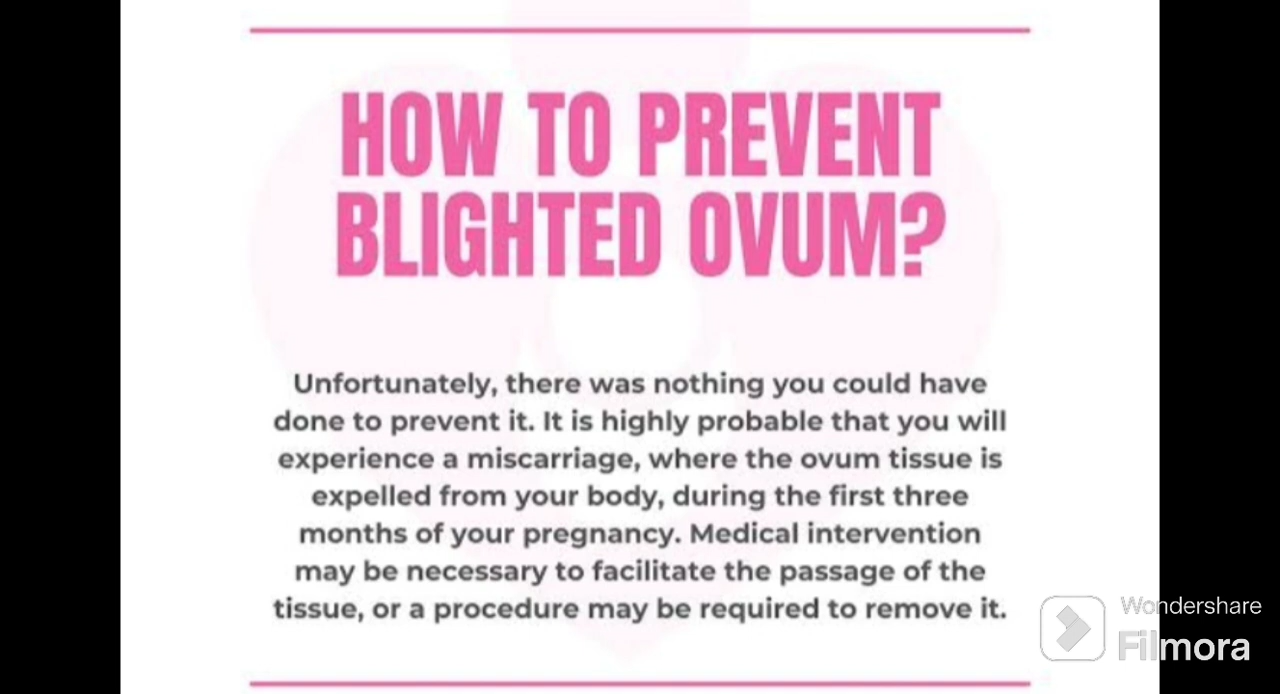 HOW TO PREVENT
BLIGHTED OVUM?
Unfortunately, there was nothing you could have
done to prevent it. It is highly probable that you will
experience a miscarriage, where the ovum tissue is
expelled from your body, during the first three
months of your pregnancy. Medical intervention
may be necessary to facilitate the passage of the
tissue, or a procedure may be required to remove it.
Wondershare
Filmora